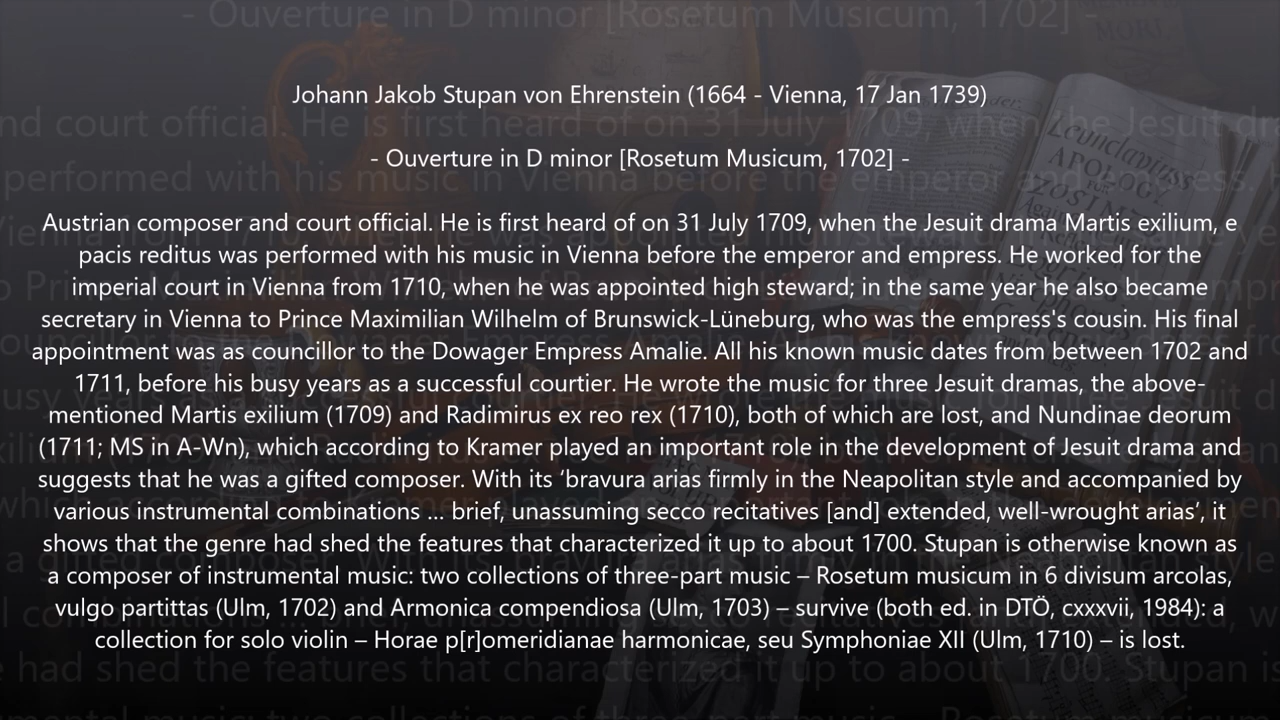 Johann Jakob Stupan von Ehrenstein (1664 - Vienna, 17 Jan 1739)
- Ouverture in D minor [Rosetum Musicum, 1702] -
Austrian composer and court official. He is first heard of on 31 July 1709, when the Jesuit drama Martis exilium, e
pacis reditus was performed with his music in Vienna before the emperor and empress. He worked for the
imperial court in Vienna from 1710, when he was appointed high steward; in the same year he also became
secretary in Vienna to Prince Maximilian Wilhelm of Brunswick-Lüneburg, who was the empress's cousin. His final
appointment was as councillor to the Dowager Empress Amalie. All his known music dates from between 1702 and
1711, before his busy years as a successful courtier. He wrote the music for three Jesuit dramas, the above-
mentioned Martis exilium (1709) and Radimirus ex reo rex (1710), both of which are lost, and Nundinae deorum
(1711; MS in A-Wn), which according to Kramer played an important role in the development of Jesuit drama and
suggests that he was a gifted composer. With its ‘bravura arias firmly in the Neapolitan style and accompanied by
various instrumental combinations ... brief, unassuming secco recitatives [and] extended, well-wrought arias’, it
shows that the genre had shed the features that characterized it up to about 1700. Stupan is otherwise known as
a composer of instrumental music: two collections of three-part music – Rosetum musicum in 6 divisum arcolas,
vulgo partittas (Ulm, 1702) and Armonica compendiosa (Ulm, 1703) – survive (both ed. in DTÖ, cxxxvii, 1984): a
collection for solo violin – Horae p[r]omeridianae harmonicae, seu Symphoniae XII (Ulm, 1710) – is lost.